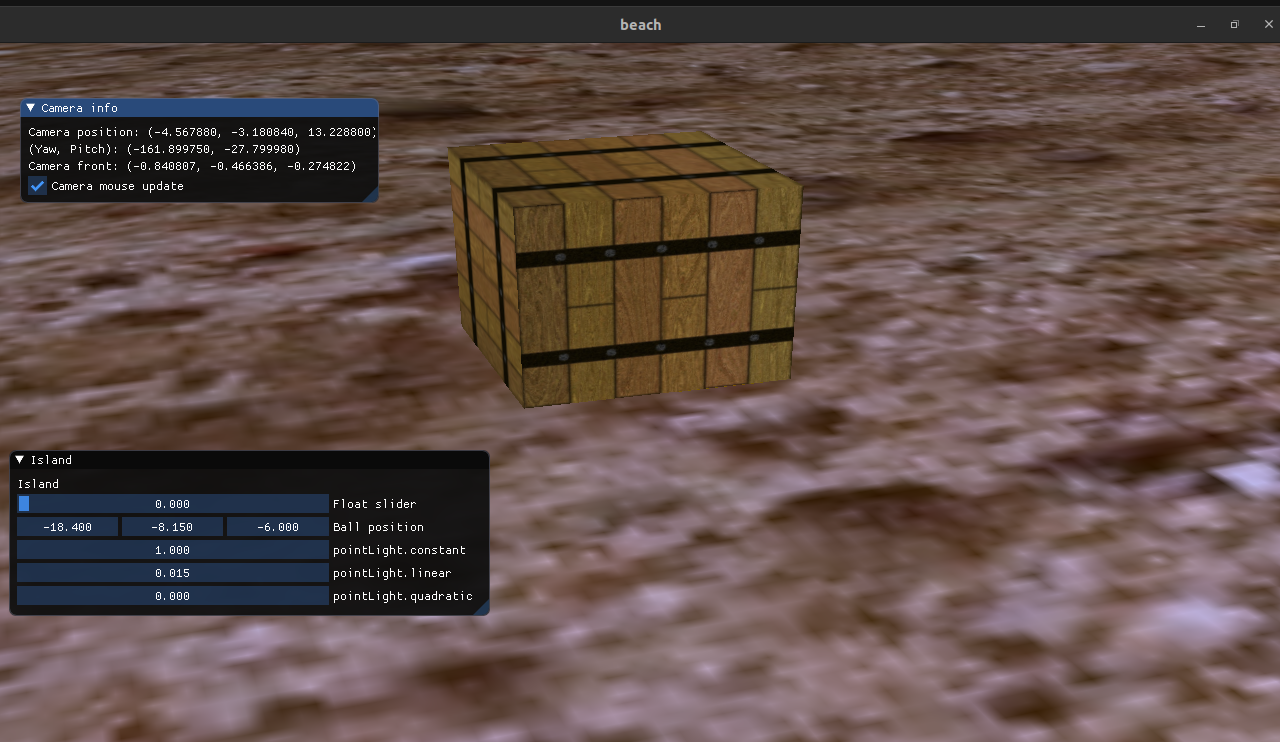 beach
Camera info
Camera position: (-4.567880, -3.180840, 13.228800)
(Yaw, Pitch): (-161.899750, -27.799980)
Camera front: (-0.840807, -0.466386, -0.274822)
Camera mouse update
Island
Island
0.000 Float slider
-18.400 -8.150 -6.000 Ball position
1.000 pointLight.constant
0.015 pointLight.linear
0.000 pointLight.quadratic